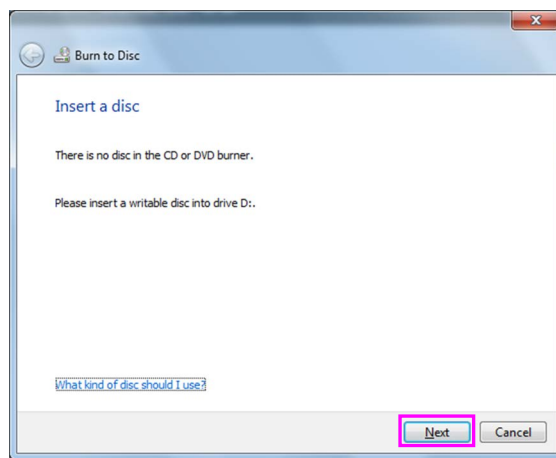 Burn to Disc
Insert a disc
There is no disc in the CD or DVD burner.
Please insert a writable disc into drive D:.
What kind of disc should I use?
Next Cancel